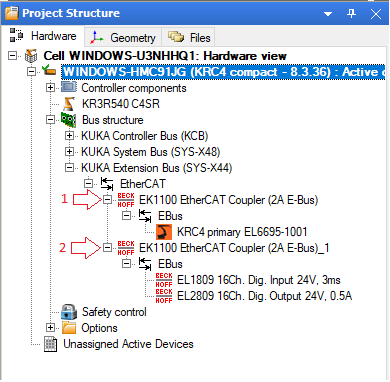 Project Structure
Hardware Geometry Files
Cell WINDOWS-U3NHHQ1: Hardware view
WINDOWS-HMC91JG (KRC4 compact - 8.3.36) : Active c
Controller components
KR3R540 C4SR
Bus structure
KUKA Controller Bus (KCB)
KUKA System Bus (SYS-X48)
KUKA Extension Bus (SYS-X44)
EtherCAT
1 BECK HOFF EK1100 EtherCAT Coupler (2A E-Bus)
EBus
KRC4 primary EL6695-1001
2 BECK HOFF EK1100 EtherCAT Coupler (2A E-Bus)_1
EBus
BECK HOFF EL1809 16Ch. Dig. Input 24V, 3ms
BECK HOFF EL2809 16Ch. Dig. Output 24V, 0.5A
Safety control
Options
Unassigned Active Devices